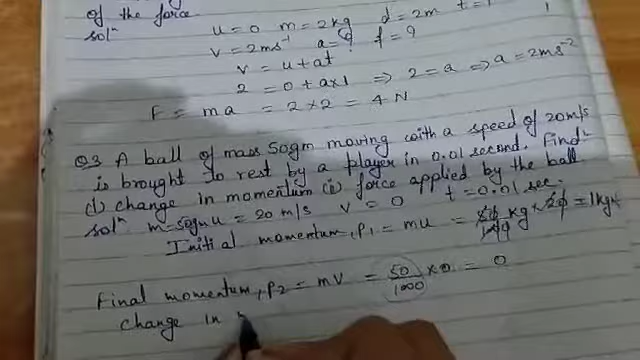 of the force
solⁿ u = 0 m = 2kg d = 2m t = 1
v = 2ms⁻¹ a = ? f = ?
v = u + at
2 = 0 + a×1 ⇒ 2 = a ⇒ a = 2ms⁻²
F = ma = 2×2 = 4 N
Q3 A ball of mass 50gm moving with a speed of 20m/s
is brought to rest by a player in 0.01 second. Find
(i) change in momentum (ii) force applied by the ball
solⁿ m = 50gm u = 20 m/s v = 0 t = 0.01 sec.
Initial momentum, P₁ = mu = kg × 20 = 1kg
Final momentum, P₂ = mv = 50/1000 × 0 = 0
change in